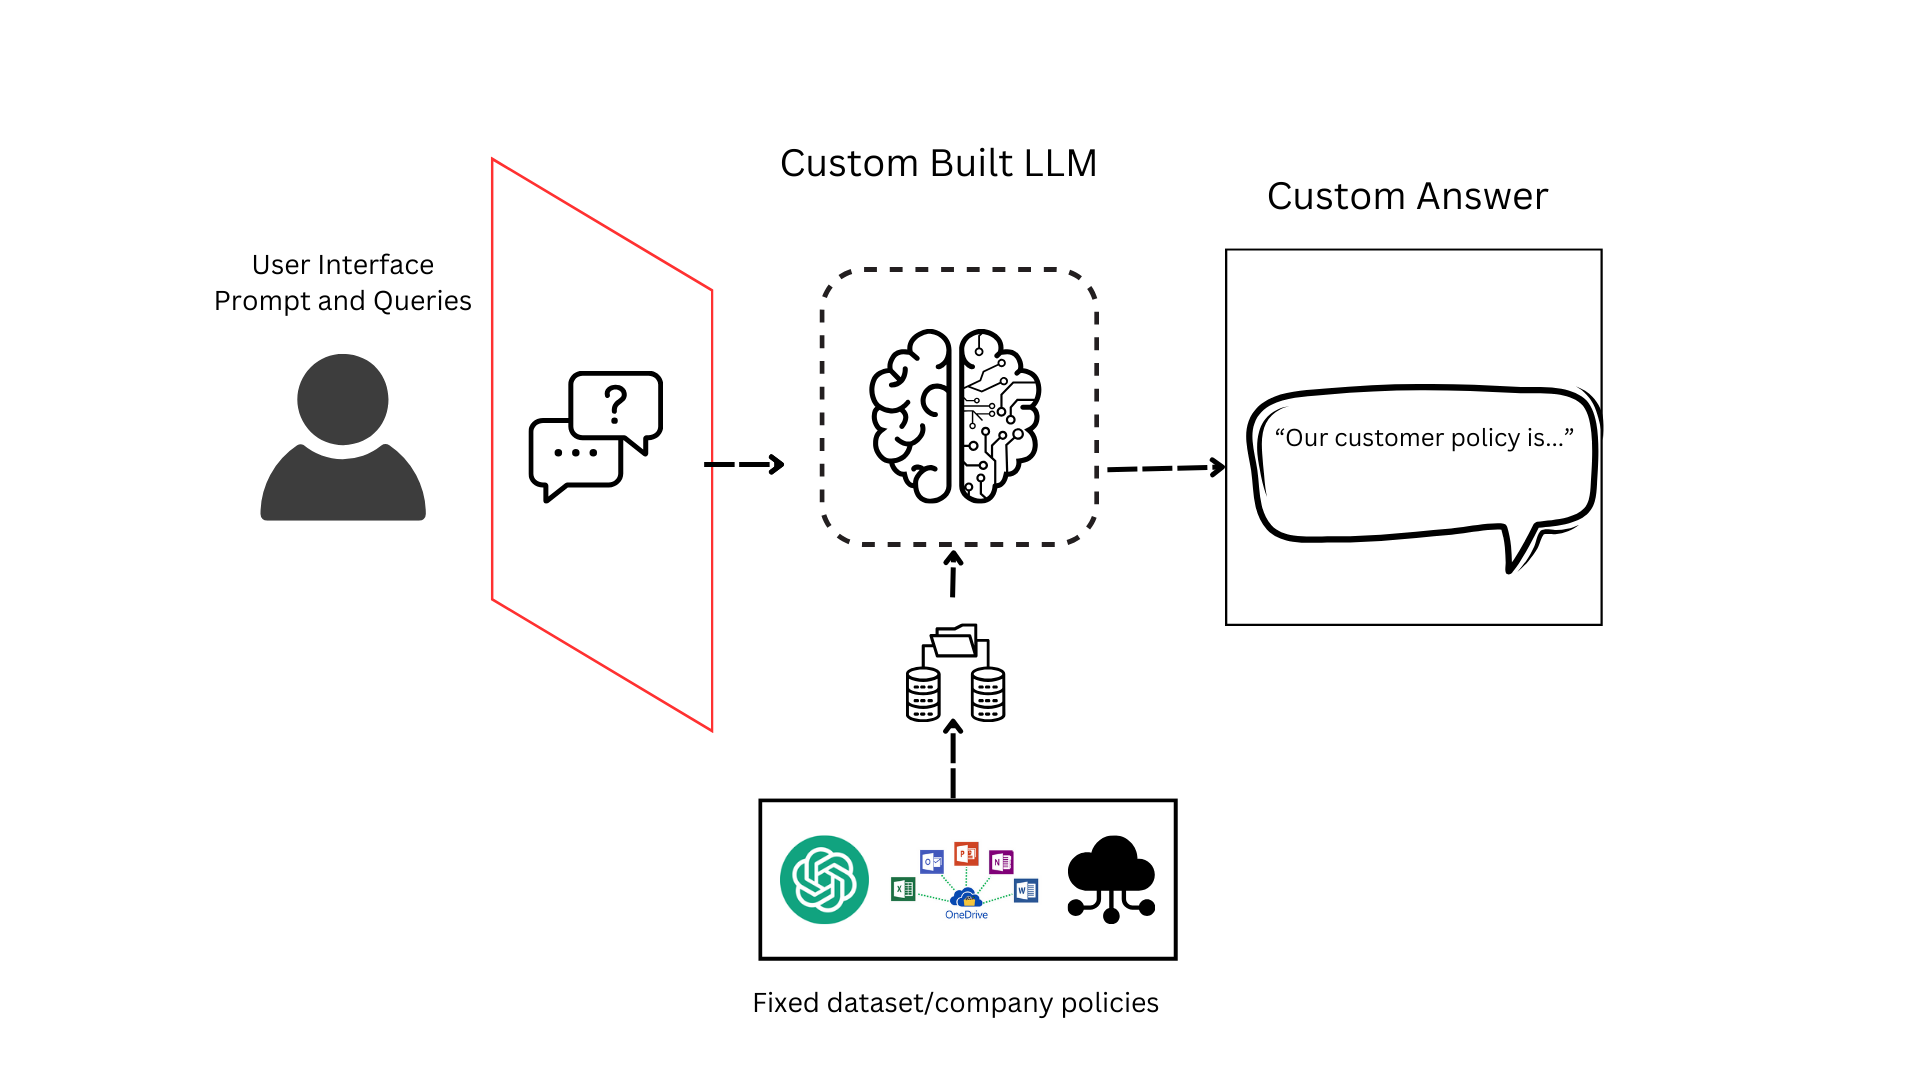 Custom Built LLM
Custom Answer
User Interface
Prompt and Queries
?
“Our customer policy is...”
X
O
P
N
W
OneDrive
Fixed dataset/company policies